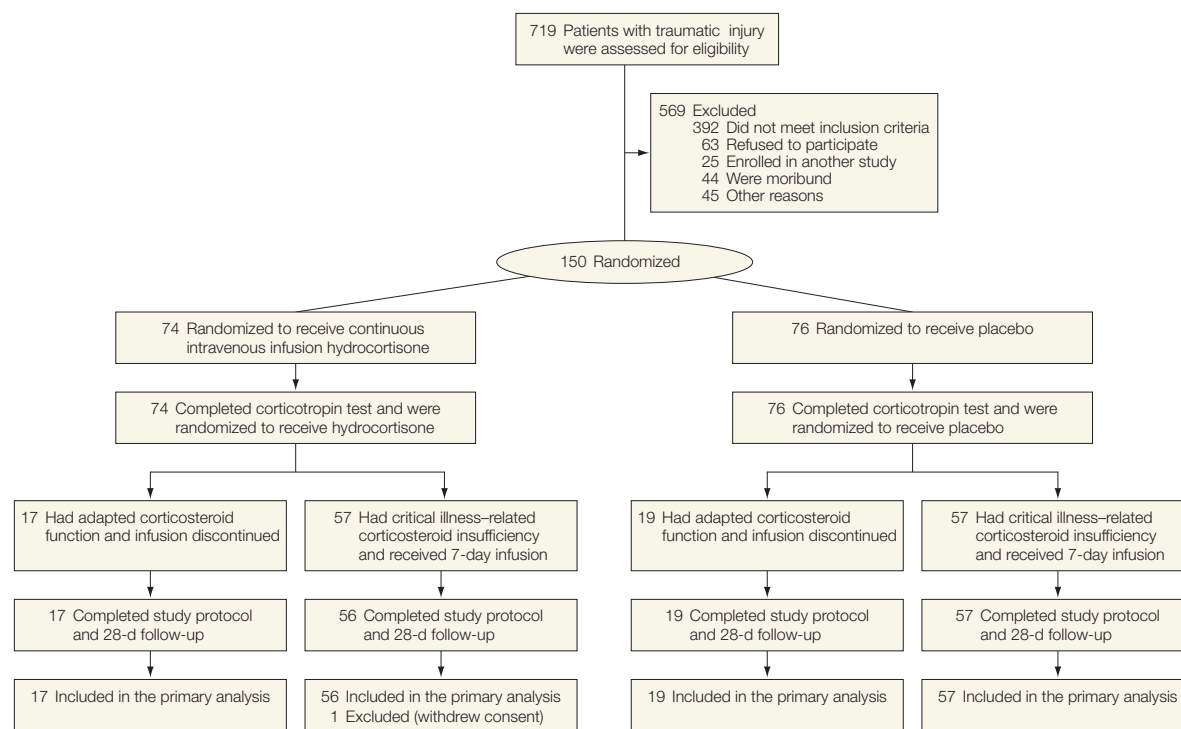 719 Patients with traumatic injury
were assessed for eligibility
569 Excluded
392 Did not meet inclusion criteria
63 Refused to participate
25 Enrolled in another study
44 Were moribund
45 Other reasons
150 Randomized
74 Randomized to receive continuous
intravenous infusion hydrocortisone
76 Randomized to receive placebo
74 Completed corticotropin test and were
randomized to receive hydrocortisone
76 Completed corticotropin test and were
randomized to receive placebo
17 Had adapted corticosteroid
function and infusion discontinued
57 Had critical illness–related
corticosteroid insufficiency
and received 7-day infusion
19 Had adapted corticosteroid
function and infusion discontinued
57 Had critical illness–related
corticosteroid insufficiency
and received 7-day infusion
17 Completed study protocol
and 28-d follow-up
56 Completed study protocol
and 28-d follow-up
19 Completed study protocol
and 28-d follow-up
57 Completed study protocol
and 28-d follow-up
17 Included in the primary analysis
56 Included in the primary analysis
1 Excluded (withdrew consent)
19 Included in the primary analysis
57 Included in the primary analysis